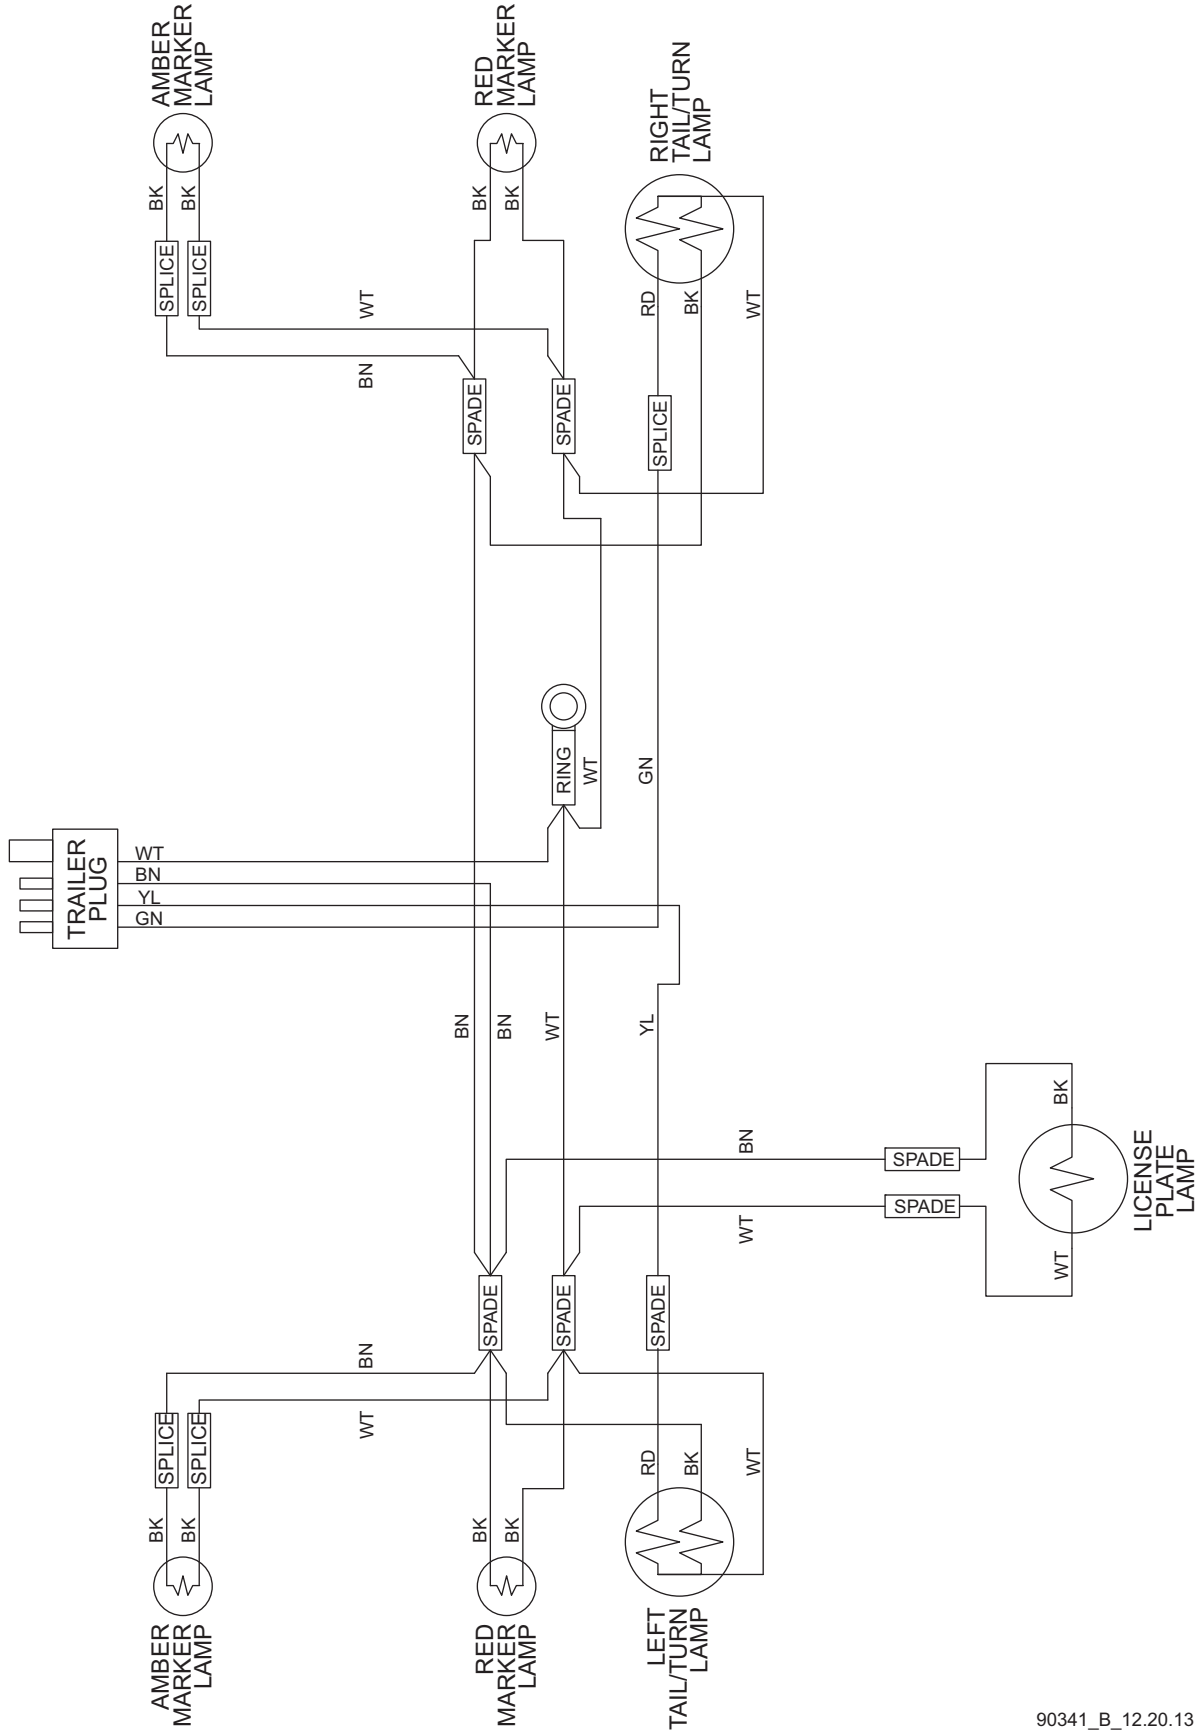 AMBER
MARKER
LAMP
RED
MARKER
LAMP
RIGHT
TAIL/TURN
LAMP
BK
BK
BK
BK
SPLICE
SPLICE
RD
BK
WT
WT
BN
SPADE
SPADE
SPLICE
RING
WT
GN
TRAILER
PLUG
WT
BN
YL
GN
BN
BN
WT
YL
BK
BN
SPADE
SPADE
WT
WT
LICENSE
PLATE
LAMP
SPADE
SPADE
SPADE
BN
WT
SPLICE
SPLICE
RD
BK
WT
BK
BK
BK
BK
AMBER
MARKER
LAMP
RED
MARKER
LAMP
LEFT
TAIL/TURN
LAMP
90341_B_12.20.13